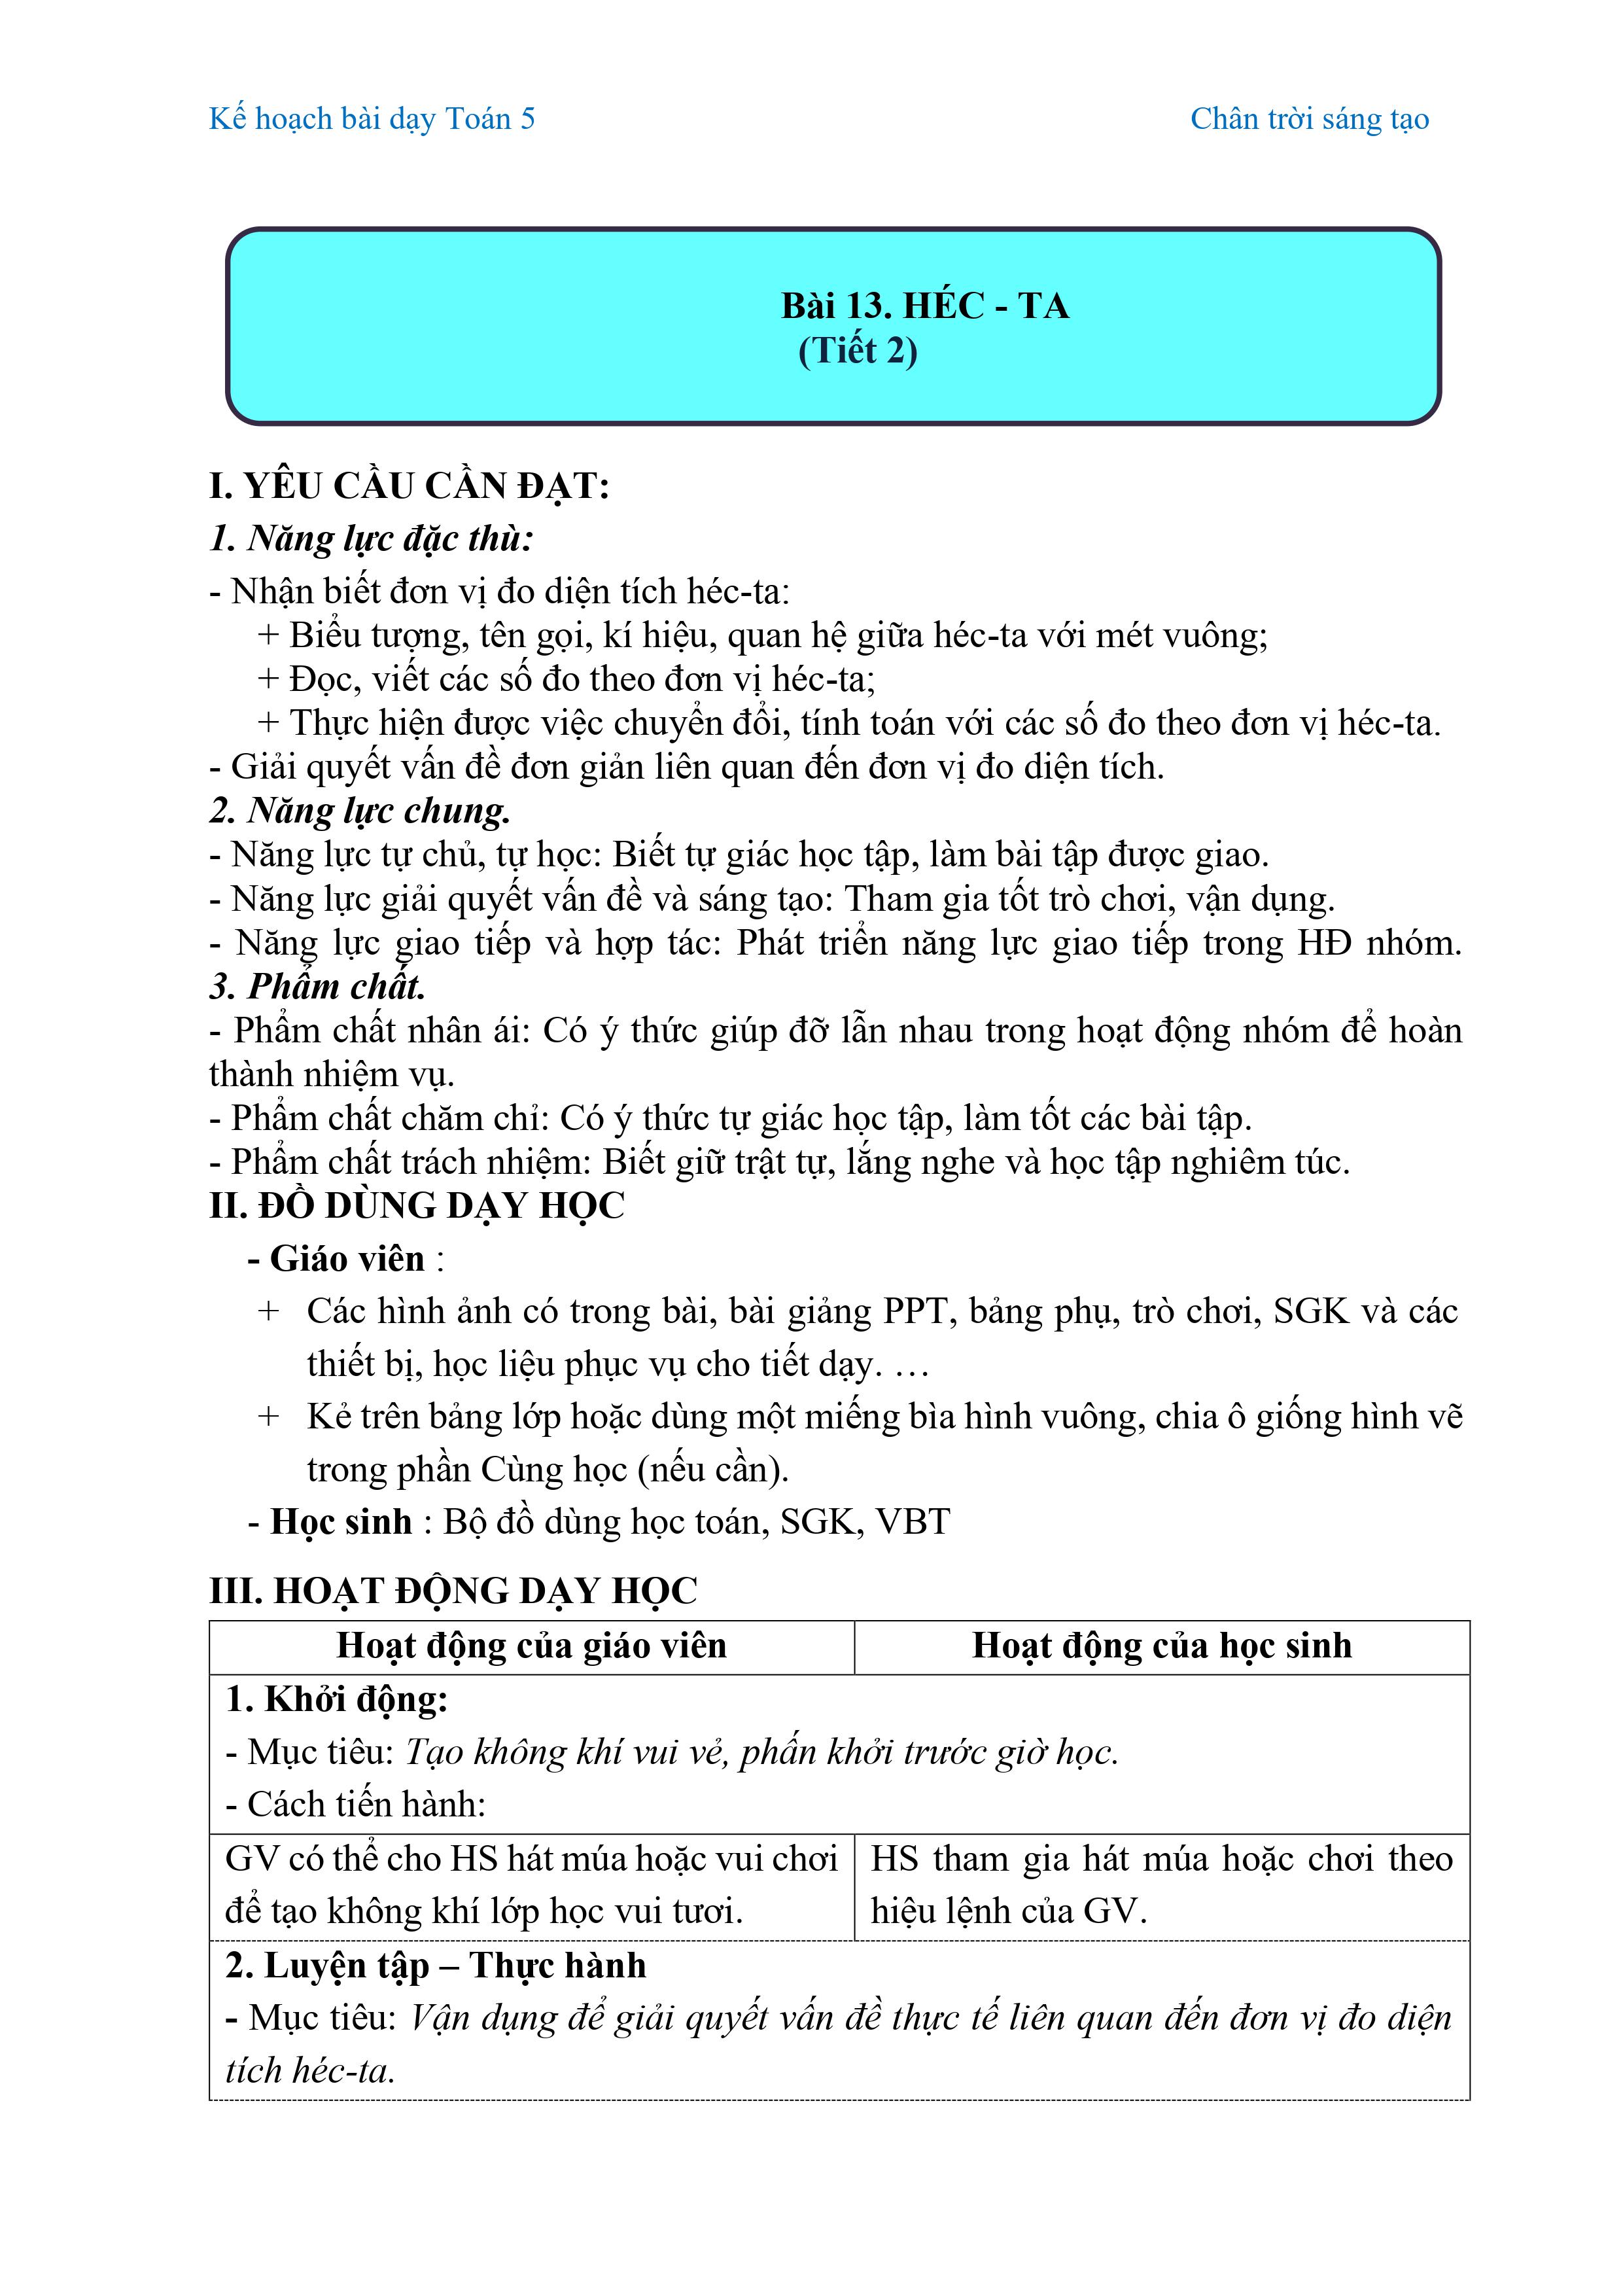 Kế hoạch bài dạy Toán 5 Chân trời sáng tạo
Bài 13. HÉC - TA
(Tiết 2)
I. YÊU CẦU CẦN ĐẠT:
1. Năng lực đặc thù:
- Nhận biết đơn vị đo diện tích héc-ta:
+ Biểu tượng, tên gọi, kí hiệu, quan hệ giữa héc-ta với mét vuông;
+ Đọc, viết các số đo theo đơn vị héc-ta;
+ Thực hiện được việc chuyển đổi, tính toán với các số đo theo đơn vị héc-ta.
- Giải quyết vấn đề đơn giản liên quan đến đơn vị đo diện tích.
2. Năng lực chung.
- Năng lực tự chủ, tự học: Biết tự giác học tập, làm bài tập được giao.
- Năng lực giải quyết vấn đề và sáng tạo: Tham gia tốt trò chơi, vận dụng.
- Năng lực giao tiếp và hợp tác: Phát triển năng lực giao tiếp trong HĐ nhóm.
3. Phẩm chất.
- Phẩm chất nhân ái: Có ý thức giúp đỡ lẫn nhau trong hoạt động nhóm để hoàn
thành nhiệm vụ.
- Phẩm chất chăm chỉ: Có ý thức tự giác học tập, làm tốt các bài tập.
- Phẩm chất trách nhiệm: Biết giữ trật tự, lắng nghe và học tập nghiêm túc.
II. ĐỒ DÙNG DẠY HỌC
- Giáo viên :
+ Các hình ảnh có trong bài, bài giảng PPT, bảng phụ, trò chơi, SGK và các
thiết bị, học liệu phục vụ cho tiết dạy. …
+ Kẻ trên bảng lớp hoặc dùng một miếng bìa hình vuông, chia ô giống hình vẽ
trong phần Cùng học (nếu cần).
- Học sinh : Bộ đồ dùng học toán, SGK, VBT
III. HOẠT ĐỘNG DẠY HỌC
Hoạt động của giáo viên Hoạt động của học sinh
1. Khởi động:
- Mục tiêu: Tạo không khí vui vẻ, phấn khởi trước giờ học.
- Cách tiến hành:
GV có thể cho HS hát múa hoặc vui chơi
để tạo không khí lớp học vui tươi.
HS tham gia hát múa hoặc chơi theo
hiệu lệnh của GV.
2. Luyện tập – Thực hành
- Mục tiêu: Vận dụng để giải quyết vấn đề thực tế liên quan đến đơn vị đo diện
tích héc-ta.